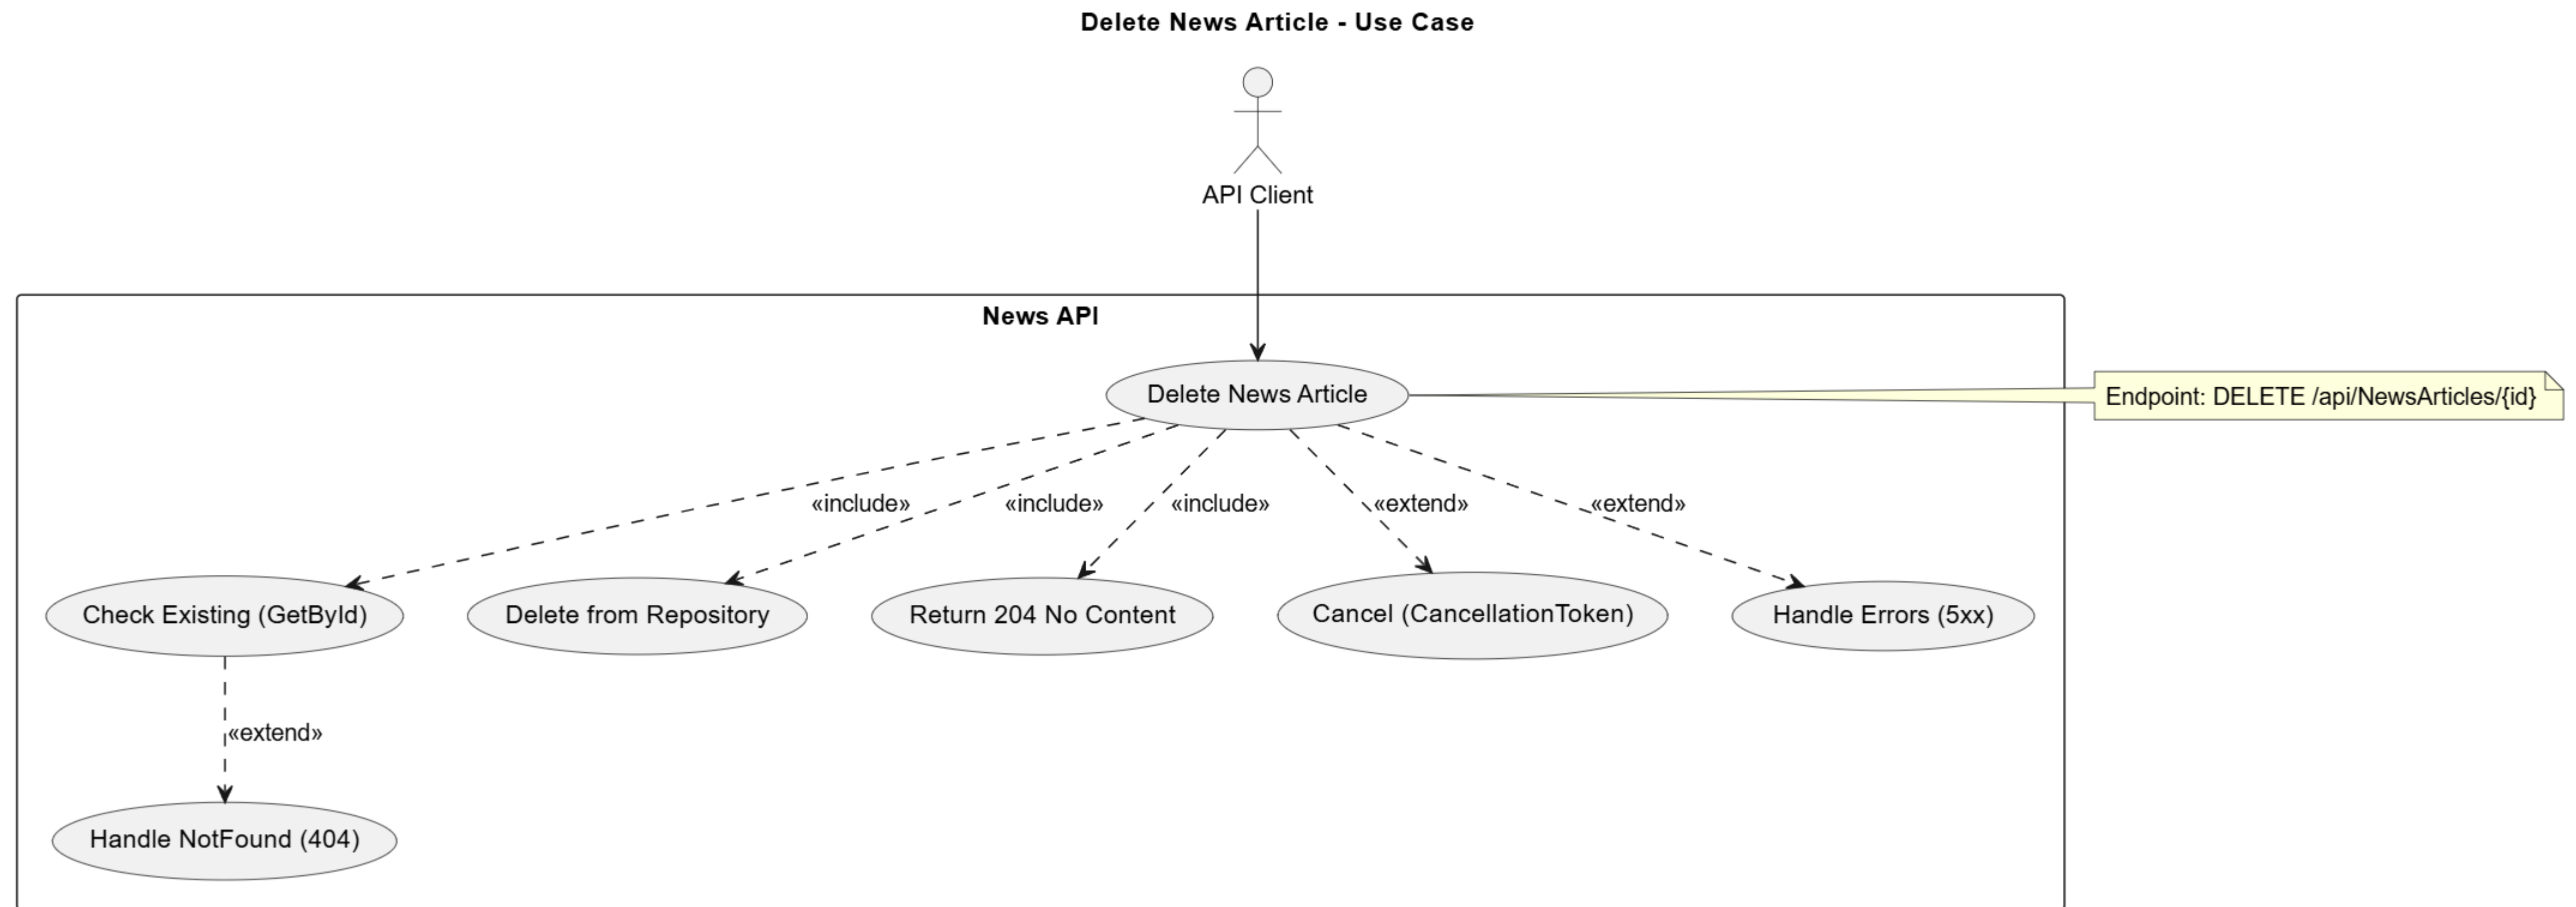 Delete News Article - Use Case
API Client
News API
Delete News Article
Endpoint: DELETE /api/NewsArticles/{id}
«include»
«include»
«include»
«extend»
«extend»
Check Existing (GetById)
Delete from Repository
Return 204 No Content
Cancel (CancellationToken)
Handle Errors (5xx)
«extend»
Handle NotFound (404)